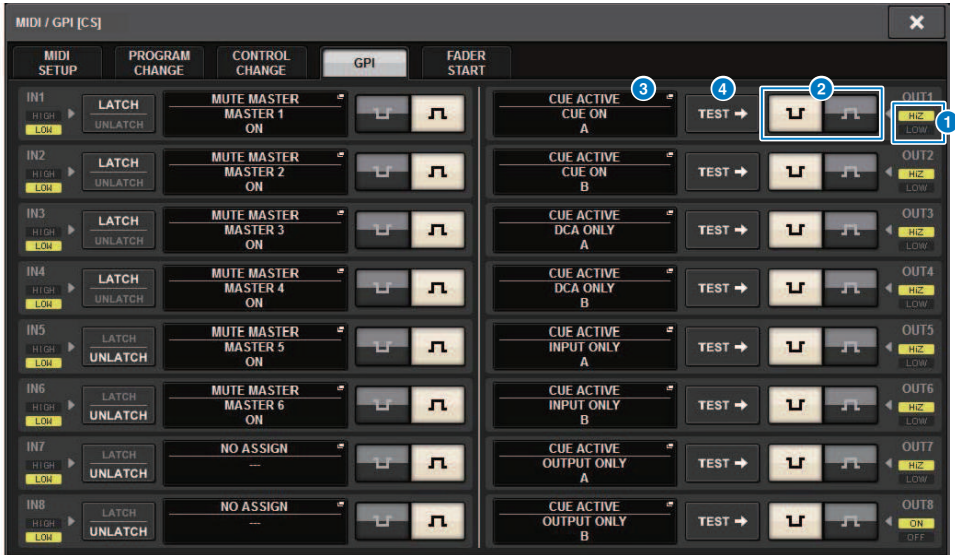 MIDI / GPI [CS]
MIDI SETUP
PROGRAM CHANGE
CONTROL CHANGE
GPI
FADER START
IN1
HIGH
LOW
LATCH
UNLATCH
MUTE MASTER
MASTER 1
ON
3
CUE ACTIVE
CUE ON
A
4
TEST
2
OUT1
HiZ
LOW
1
IN2
HIGH
LOW
LATCH
UNLATCH
MUTE MASTER
MASTER 2
ON
CUE ACTIVE
CUE ON
B
TEST
OUT2
HiZ
LOW
IN3
HIGH
LOW
LATCH
UNLATCH
MUTE MASTER
MASTER 3
ON
CUE ACTIVE
DCA ONLY
A
TEST
OUT3
HiZ
LOW
IN4
HIGH
LOW
LATCH
UNLATCH
MUTE MASTER
MASTER 4
ON
CUE ACTIVE
DCA ONLY
B
TEST
OUT4
HiZ
LOW
IN5
HIGH
LOW
LATCH
UNLATCH
MUTE MASTER
MASTER 5
ON
CUE ACTIVE
INPUT ONLY
A
TEST
OUT5
HiZ
LOW
IN6
HIGH
LOW
LATCH
UNLATCH
MUTE MASTER
MASTER 6
ON
CUE ACTIVE
INPUT ONLY
B
TEST
OUT6
HiZ
LOW
IN7
HIGH
LOW
LATCH
UNLATCH
NO ASSIGN
---
CUE ACTIVE
OUTPUT ONLY
A
TEST
OUT7
HiZ
LOW
IN8
HIGH
LOW
LATCH
UNLATCH
NO ASSIGN
---
CUE ACTIVE
OUTPUT ONLY
B
TEST
OUT8
ON
OFF